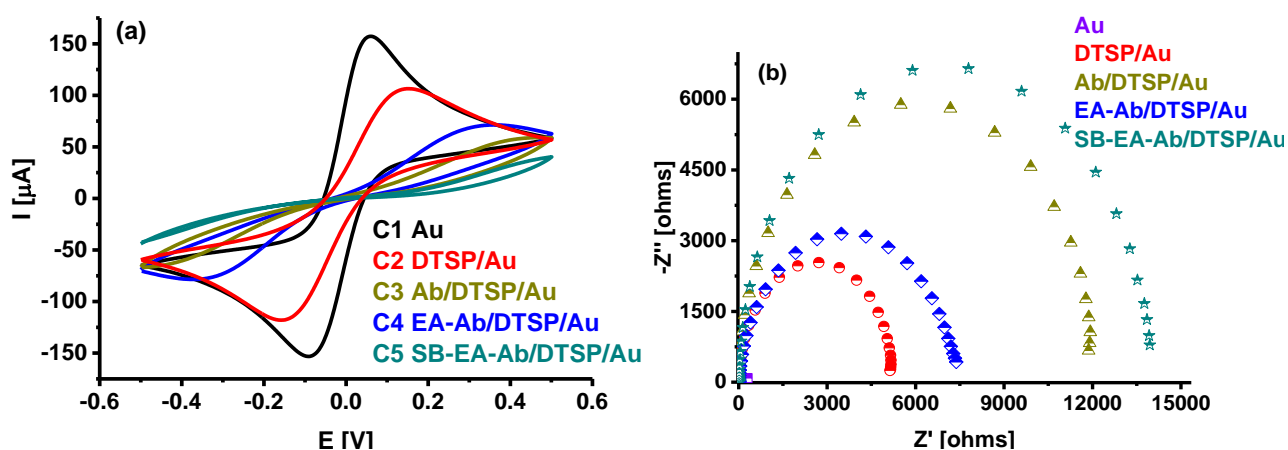 (a)
150
100
50
0
-50
-100
-150
I [µA]
C1 Au
C2 DTSP/Au
C3 Ab/DTSP/Au
C4 EA-Ab/DTSP/Au
C5 SB-EA-Ab/DTSP/Au
-0.6 -0.4 -0.2 0.0 0.2 0.4 0.6
E [V]
(b)
Au
DTSP/Au
Ab/DTSP/Au
EA-Ab/DTSP/Au
SB-EA-Ab/DTSP/Au
6000
4500
3000
1500
0
-Z'' [ohms]
0 3000 6000 9000 12000 15000
Z' [ohms]